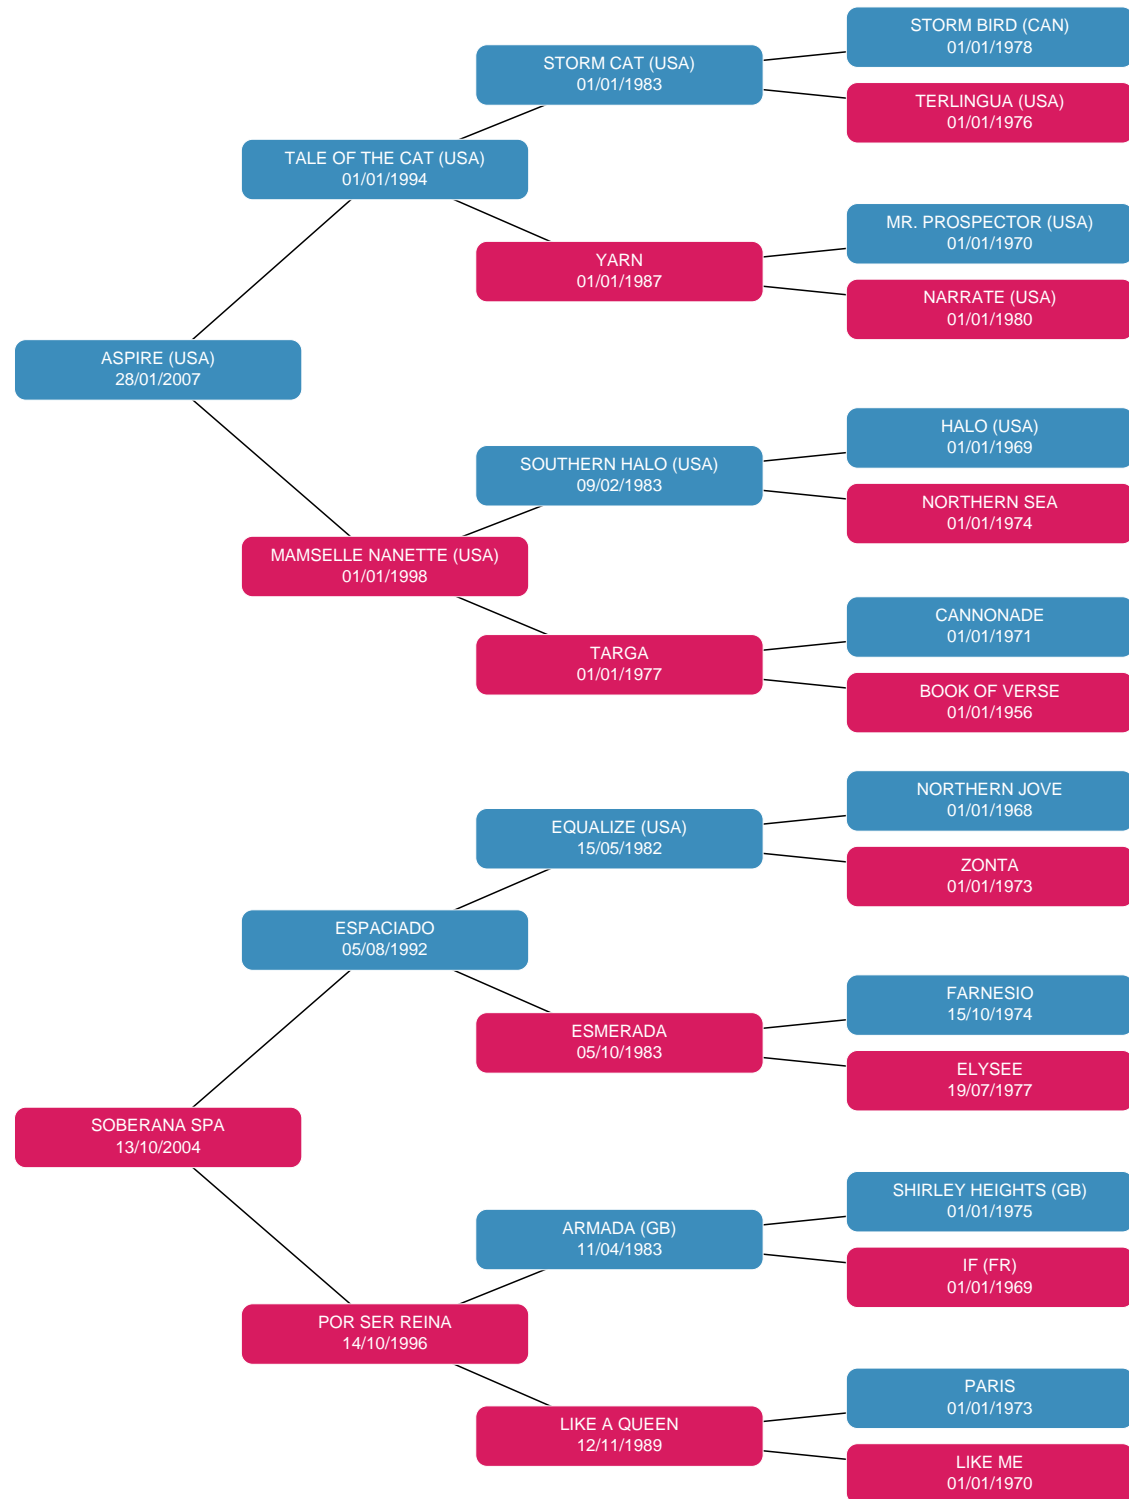 STORM BIRD (CAN)
01/01/1978
STORM CAT (USA)
01/01/1983
TERLINGUA (USA)
01/01/1976
TALE OF THE CAT (USA)
01/01/1994
MR. PROSPECTOR (USA)
01/01/1970
YARN
01/01/1987
NARRATE (USA)
01/01/1980
ASPIRE (USA)
28/01/2007
HALO (USA)
01/01/1969
SOUTHERN HALO (USA)
09/02/1983
NORTHERN SEA
01/01/1974
MAMSELLE NANETTE (USA)
01/01/1998
CANNONADE
01/01/1971
TARGA
01/01/1977
BOOK OF VERSE
01/01/1956
NORTHERN JOVE
01/01/1968
EQUALIZE (USA)
15/05/1982
ZONTA
01/01/1973
ESPACIADO
05/08/1992
FARNESIO
15/10/1974
ESMERADA
05/10/1983
ELYSEE
19/07/1977
SOBERANA SPA
13/10/2004
SHIRLEY HEIGHTS (GB)
01/01/1975
ARMADA (GB)
11/04/1983
IF (FR)
01/01/1969
POR SER REINA
14/10/1996
PARIS
01/01/1973
LIKE A QUEEN
12/11/1989
LIKE ME
01/01/1970